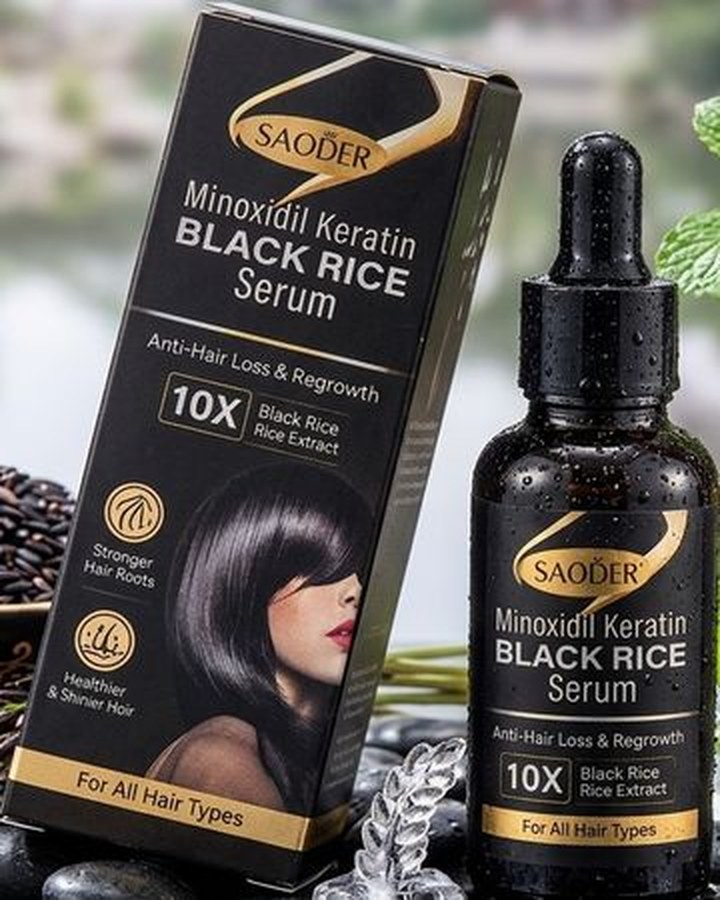 SAODER
Minoxidil Keratin
BLACK RICE
Serum
Anti-Hair Loss & Regrowth
10X
Black Rice
Rice Extract
Stronger
Hair Roots
Healthier
& Shinier Hoir
For All Hair Types
SAOD̆ER
Minoxidil Keratin
BLACK RICE
Serum
Anti-Hair Loss & Regrowth
10X
Black Rice
Rice Extract
For All Hair Types